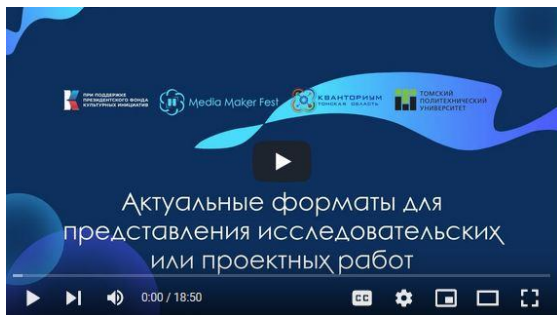 ПРИ ПОДДЕРЖКЕ
ПРЕЗИДЕНТСКОГО ФОНДА
КУЛЬТУРНЫХ ИНИЦИАТИВ
Media Maker Fest
КВАНТОРИУМ
ТОМСКАЯ ОБЛАСТЬ
ТОМСКИЙ
ПОЛИТЕХНИЧЕСКИЙ
УНИВЕРСИТЕТ
Актуальные форматы для
представления исследовательских
или проектных работ
0:00 / 18:50
CC